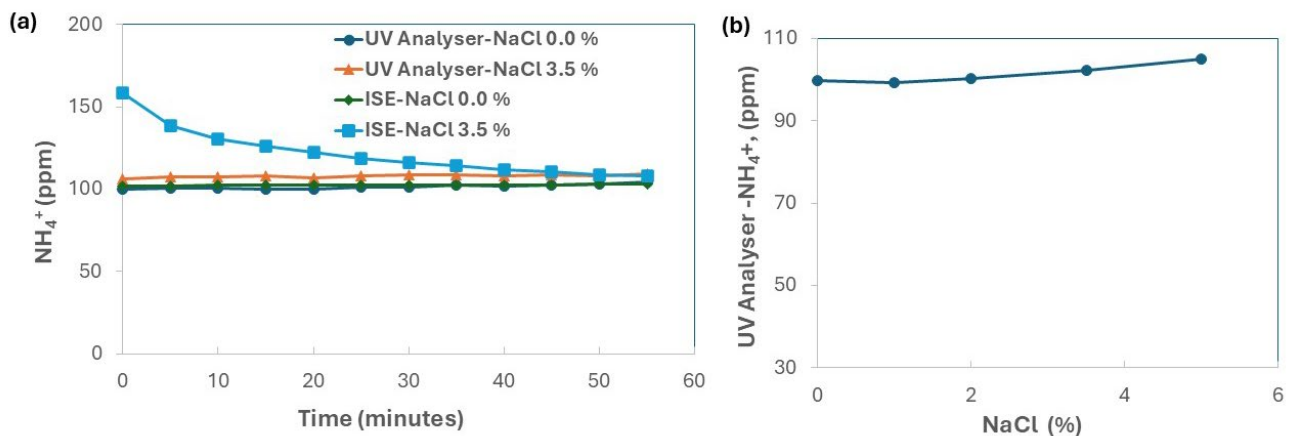 (a)
200
150
100
50
0
NH₄⁺ (ppm)
UV Analyser-NaCl 0.0 %
UV Analyser-NaCl 3.5 %
ISE-NaCl 0.0 %
ISE-NaCl 3.5 %
0 10 20 30 40 50 60
Time (minutes)
(b)
110
90
70
50
30
UV Analyser -NH₄+, (ppm)
0 2 4 6
NaCl (%)